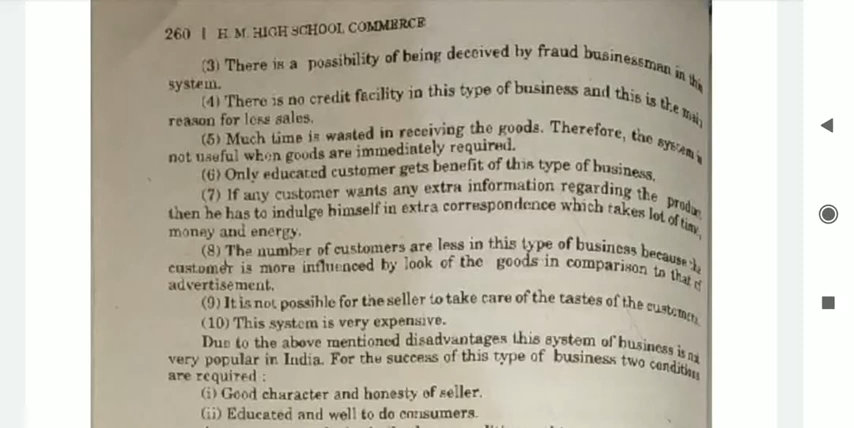 260 | H. M. HIGH SCHOOL COMMERCE
(3) There is a possibility of being deceived by fraud businessman in this
system.
(4) There is no credit facility in this type of business and this is the main
reason for less sales.
(5) Much time is wasted in receiving the goods. Therefore, the system is
not useful when goods are immediately required.
(6) Only educated customer gets benefit of this type of business.
(7) If any customer wants any extra information regarding the product
then he has to indulge himself in extra correspondence which takes lot of time,
money and energy.
(8) The number of customers are less in this type of business because the
customer is more influenced by look of the goods in comparison to that of
advertisement.
(9) It is not possible for the seller to take care of the tastes of the customers.
(10) This system is very expensive.
Due to the above mentioned disadvantages this system of business is not
very popular in India. For the success of this type of business two conditions
are required :
(i) Good character and honesty of seller.
(ii) Educated and well to do consumers.